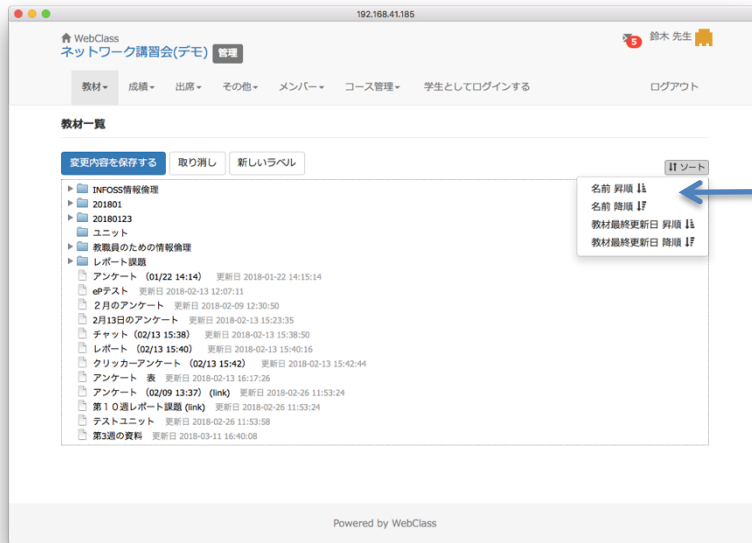 192.168.41.185
WebClass
ネットワーク講習会(デモ) 管理
5 鈴木 先生
教材 成績 出席 その他 メンバー コース管理 学生としてログインする ログアウト
教材一覧
変更内容を保存する 取り消し 新しいラベル
ソート
名前 昇順
名前 降順
教材最終更新日 昇順
教材最終更新日 降順
INFOSS情報倫理
201801
20180123
ユニット
教職員のための情報倫理
レポート課題
アンケート（01/22 14:14） 更新日 2018-01-22 14:15:14
ePテスト 更新日 2018-02-13 12:07:11
２月のアンケート 更新日 2018-02-09 12:30:50
2月13日のアンケート 更新日 2018-02-13 15:23:35
チャット（02/13 15:38） 更新日 2018-02-13 15:38:50
レポート（02/13 15:40） 更新日 2018-02-13 15:40:16
クリッカーアンケート（02/13 15:42） 更新日 2018-02-13 15:42:44
アンケート　表 更新日 2018-02-13 16:17:26
アンケート（02/09 13:37） (link) 更新日 2018-02-26 11:53:24
第１０週レポート課題 (link) 更新日 2018-02-26 11:53:24
テストユニット 更新日 2018-02-26 11:53:58
第3週の資料 更新日 2018-03-11 16:40:08
Powered by WebClass